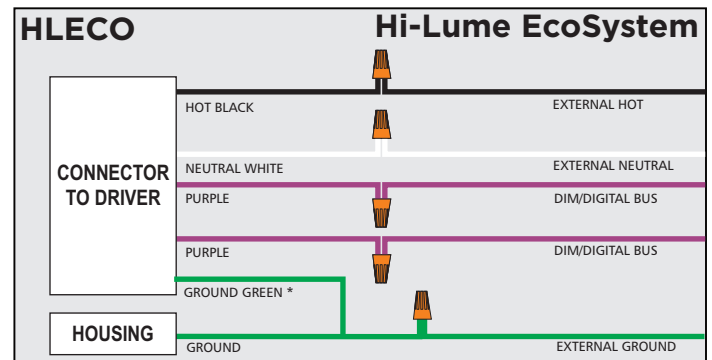 HLECO
Hi-Lume EcoSystem
HOT BLACK
EXTERNAL HOT
CONNECTOR
TO DRIVER
NEUTRAL WHITE
EXTERNAL NEUTRAL
PURPLE
DIM/DIGITAL BUS
PURPLE
DIM/DIGITAL BUS
GROUND GREEN *
HOUSING
GROUND
EXTERNAL GROUND